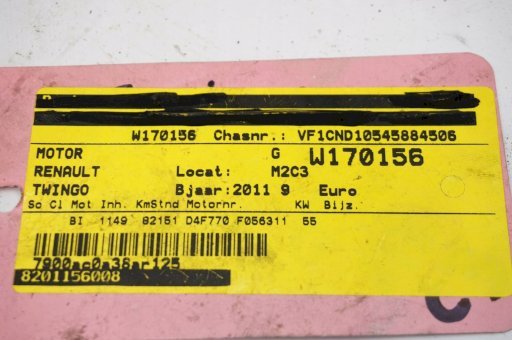 W170156 Chasnr.: VF1CND10545884506
MOTOR G W170156
RENAULT Locat: M2C3
TWINGO Bjaar:2011 9 Euro
So Cl Mot Inh. KmStnd Motornr. KW Bijz.
BI 1149 82151 D4F770 F056311 55
7900ac0a36ar125
8201156008